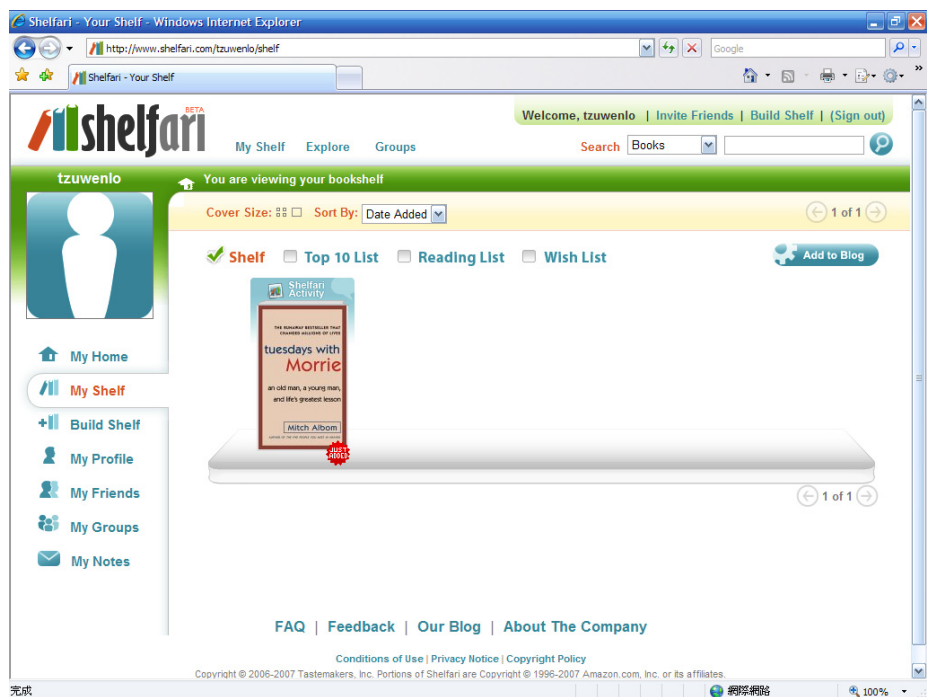 Shelfari - Your Shelf - Windows Internet Explorer
http://www.shelfari.com/tzuwenlo/shelf
Google
Shelfari - Your Shelf
shelfari BETA
Welcome, tzuwenlo | Invite Friends | Build Shelf | (Sign out)
My Shelf Explore Groups
Search Books
tzuwenlo
You are viewing your bookshelf
Cover Size: Sort By: Date Added
1 of 1
Shelf Top 10 List Reading List Wish List
Add to Blog
Shelfari
Activity
THE RUNAWAY BESTSELLER THAT
CHANGED MILLIONS OF LIVES
tuesdays with
Morrie
an old man, a young man,
and life's greatest lesson
Mitch Albom
JUST
ADDED
My Home
My Shelf
Build Shelf
My Profile
My Friends
My Groups
My Notes
1 of 1
FAQ | Feedback | Our Blog | About The Company
Conditions of Use | Privacy Notice | Copyright Policy
Copyright © 2006-2007 Tastemakers, Inc. Portions of Shelfari are Copyright © 1996-2007 Amazon.com, Inc. or its affiliates.
完成
網際網路
100%